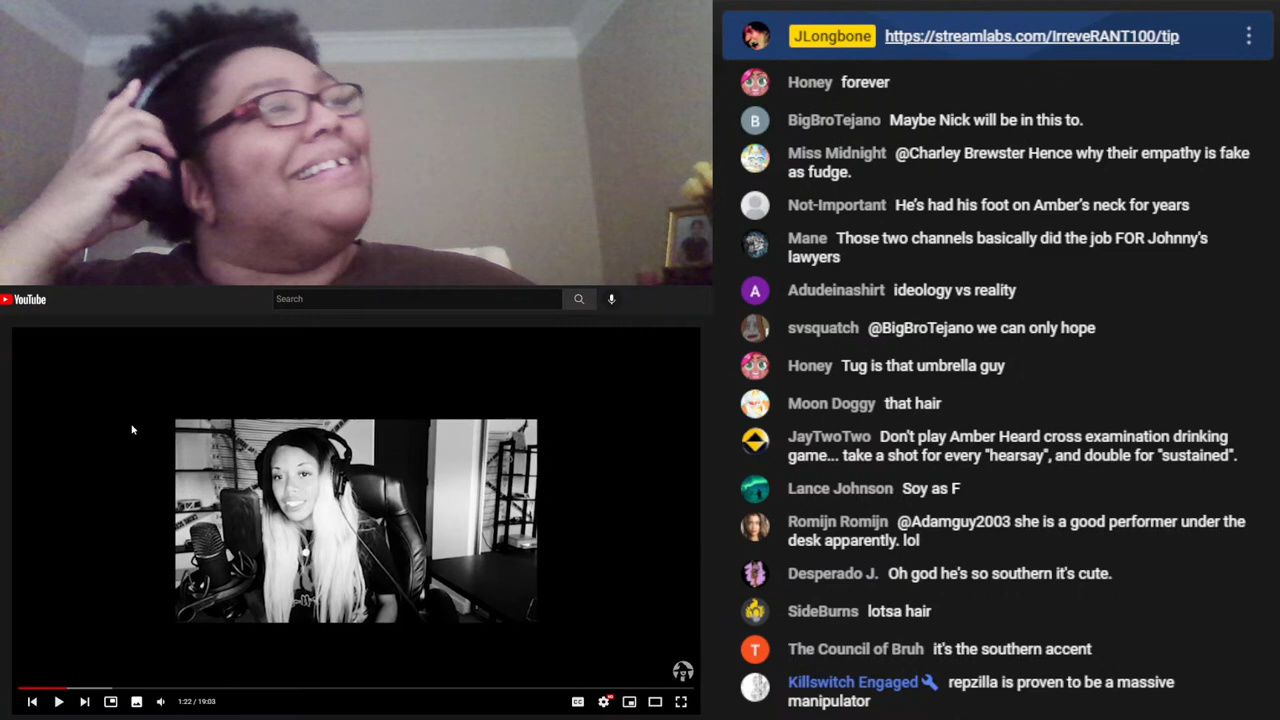 JLongbone https://streamlabs.com/IrreveRANT100/tip
Honey forever
B BigBroTejano Maybe Nick will be in this to.
Miss Midnight @Charley Brewster Hence why their empathy is fake
as fudge.
Not-Important He's had his foot on Amber's neck for years
Mane Those two channels basically did the job FOR Johnny's
lawyers
A Adudeinashirt ideology vs reality
svsquatch @BigBroTejano we can only hope
Honey Tug is that umbrella guy
Moon Doggy that hair
JayTwoTwo Don't play Amber Heard cross examination drinking
game... take a shot for every "hearsay", and double for "sustained".
Lance Johnson Soy as F
Romijn Romijn @Adamguy2003 she is a good performer under the
desk apparently. lol
Desperado J. Oh god he's so southern it's cute.
SideBurns lotsa hair
T The Council of Bruh it's the southern accent
Killswitch Engaged repzilla is proven to be a massive
manipulator
YouTube
Search
1:22 / 19:03
CC
HD